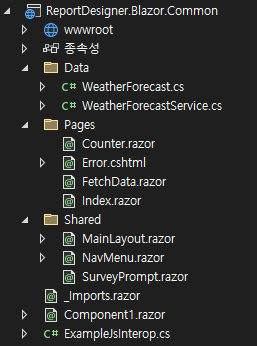 ReportDesigner.Blazor.Common
wwwroot
종속성
Data
C# WeatherForecast.cs
C# WeatherForecastService.cs
Pages
Counter.razor
Error.cshtml
FetchData.razor
Index.razor
Shared
MainLayout.razor
NavMenu.razor
SurveyPrompt.razor
_Imports.razor
Component1.razor
C# ExampleJsInterop.cs